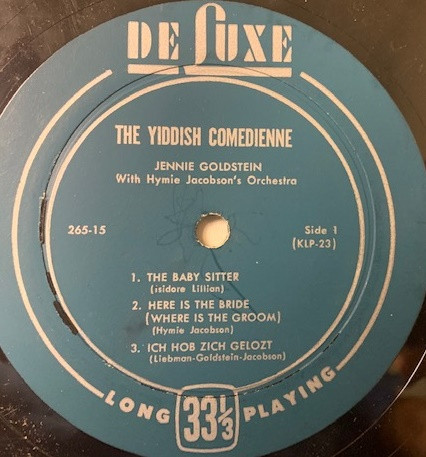 DE LUXE
THE YIDDISH COMEDIENNE
JENNIE GOLDSTEIN
With Hymie Jacobson's Orchestra
265-15
Side 1
(KLP-23)
1. THE BABY SITTER
(isidore Lillian)
2. HERE IS THE BRIDE
(WHERE IS THE GROOM)
(Hymie Jacobson)
3. ICH HOB ZICH GELOZT
(Liebman-Goldstein-Jacobson)
LONG 33 1/3 PLAYING